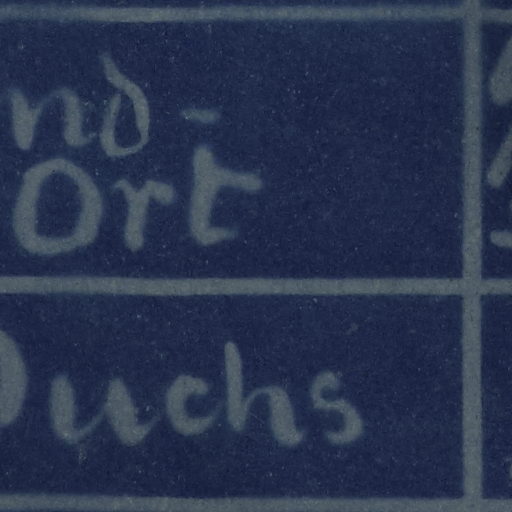 nd-
Ort
uchs